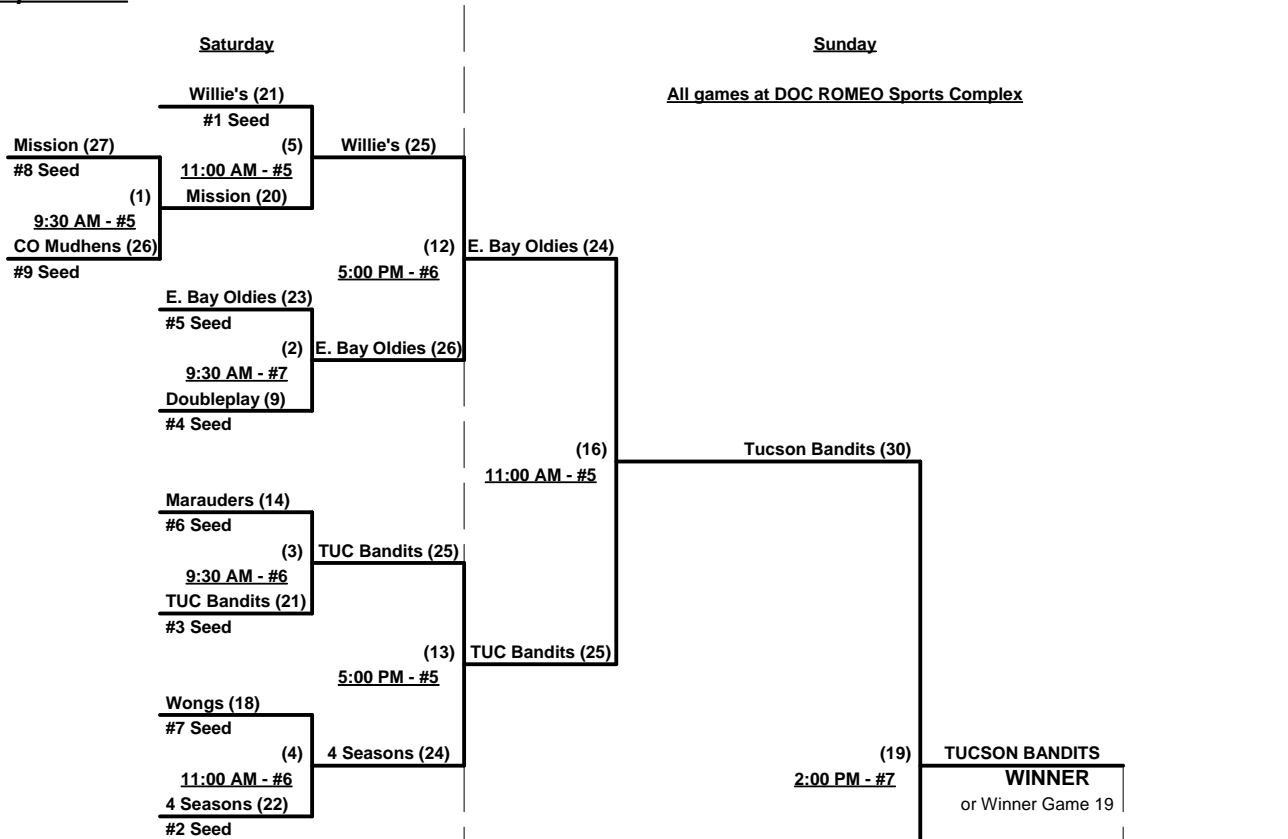 Saturday
Sunday
Willie's (21)
All games at DOC ROMEO Sports Complex
#1 Seed
Mission (27)
(5)
Willie's (25)
#8 Seed
11:00 AM - #5
(1)
Mission (20)
9:30 AM - #5
CO Mudhens (26)
(12)
E. Bay Oldies (24)
#9 Seed
5:00 PM - #6
E. Bay Oldies (23)
#5 Seed
(2)
E. Bay Oldies (26)
9:30 AM - #7
Doubleplay (9)
#4 Seed
(16)
Tucson Bandits (30)
11:00 AM - #5
Marauders (14)
#6 Seed
(3)
TUC Bandits (25)
9:30 AM - #6
TUC Bandits (21)
#3 Seed
(13)
TUC Bandits (25)
5:00 PM - #5
Wongs (18)
#7 Seed
(4)
4 Seasons (24)
(19)
TUCSON BANDITS
11:00 AM - #6
2:00 PM - #7
WINNER
4 Seasons (22)
or Winner Game 19
#2 Seed